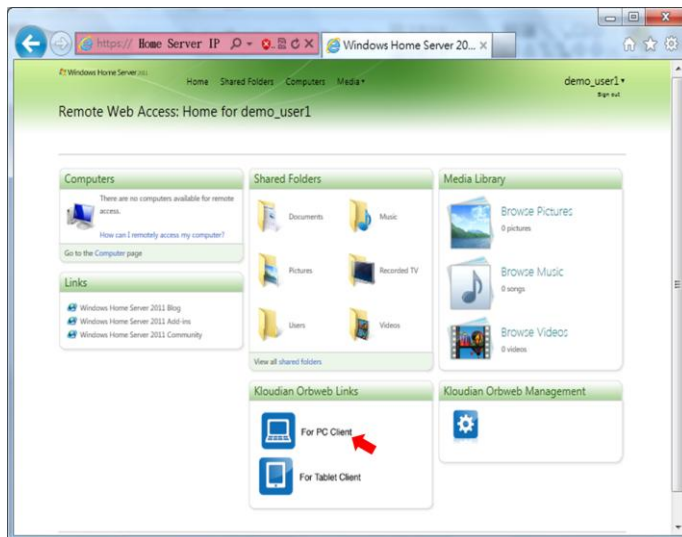 https:// Home Server IP
Windows Home Server 20...
Windows Home Server 2011
Home Shared Folders Computers Media
demo_user1
Sign out
Remote Web Access: Home for demo_user1
Computers
There are no computers available for remote
access.
How can I remotely access my computer?
Go to the Computer page
Links
Windows Home Server 2011 Blog
Windows Home Server 2011 Add-ins
Windows Home Server 2011 Community
Shared Folders
Documents
Music
Pictures
Recorded TV
Users
Videos
View all shared folders
Media Library
Browse Pictures
0 pictures
Browse Music
0 songs
Browse Videos
0 videos
Kloudian Orbweb Links
For PC Client
For Tablet Client
Kloudian Orbweb Management